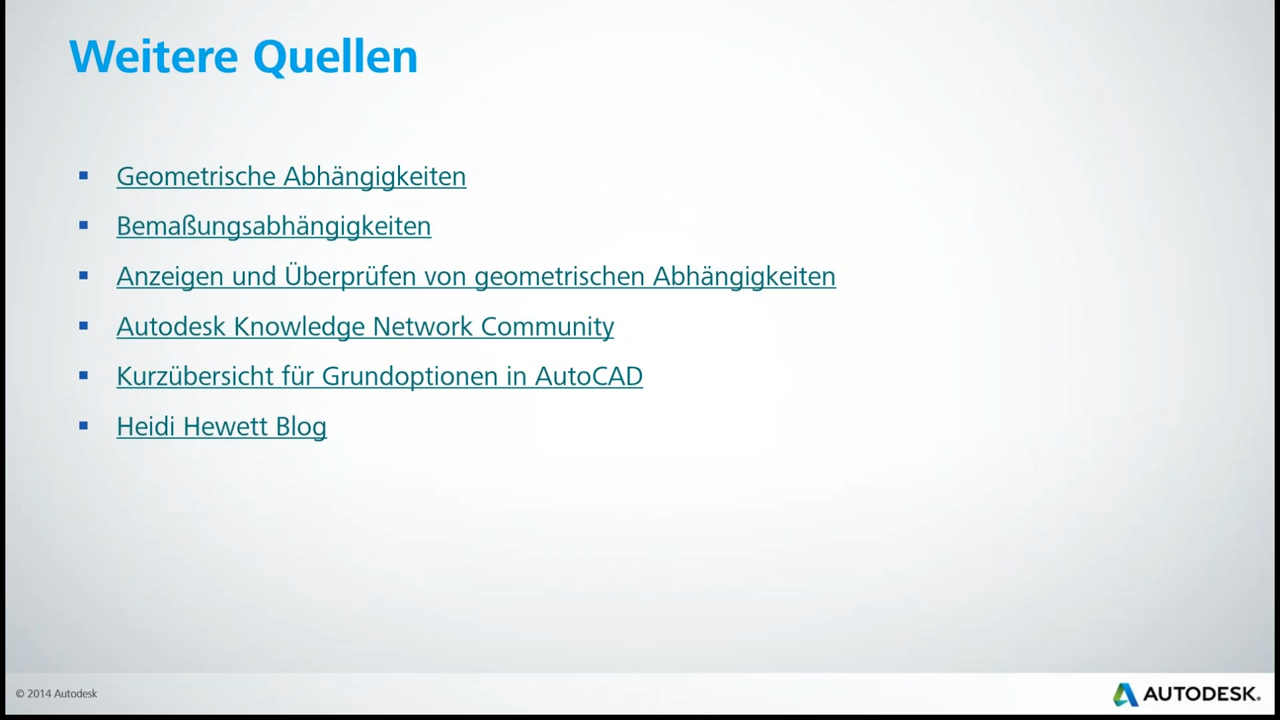 Weitere Quellen
Geometrische Abhängigkeiten
Bemaßungsabhängigkeiten
Anzeigen und Überprüfen von geometrischen Abhängigkeiten
Autodesk Knowledge Network Community
Kurzübersicht für Grundoptionen in AutoCAD
Heidi Hewett Blog
© 2014 Autodesk
AUTODESK.